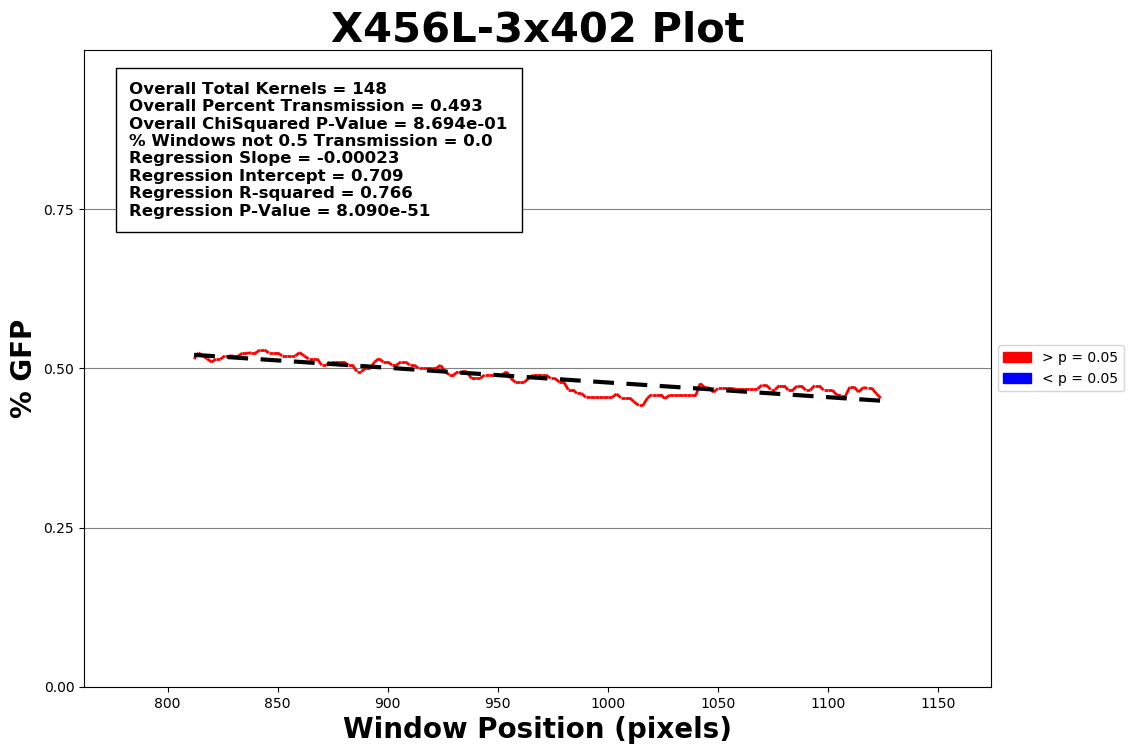 X456L-3x402 Plot
Overall Total Kernels = 148
Overall Percent Transmission = 0.493
Overall ChiSquared P-Value = 8.694e-01
% Windows not 0.5 Transmission = 0.0
Regression Slope = -0.00023
Regression Intercept = 0.709
Regression R-squared = 0.766
Regression P-Value = 8.090e-51
% GFP
0.75
0.50
0.25
0.00
> p = 0.05
< p = 0.05
800 850 900 950 1000 1050 1100 1150
Window Position (pixels)